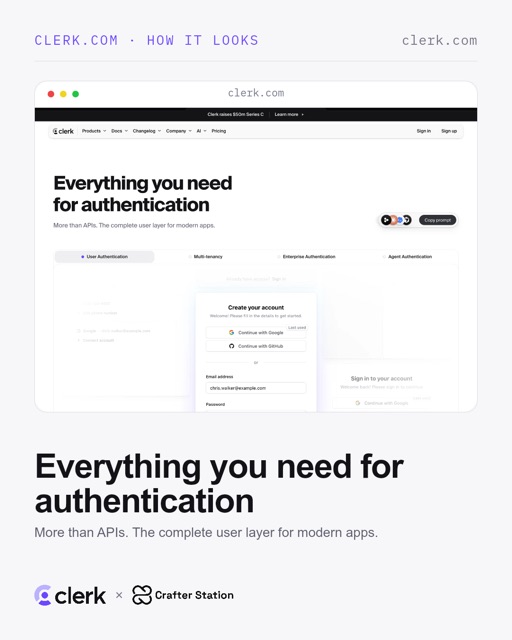 CLERK.COM · HOW IT LOOKS
clerk.com
clerk.com
Clerk raises $50m Series C | Learn more
clerk Products Docs Changelog Company AI Pricing Sign in Sign up
Everything you need
for authentication
More than APIs. The complete user layer for modern apps.
Copy prompt
User Authentication Multi-tenancy Enterprise Authentication Agent Authentication
Create your account
Welcome! Please fill in the details to get started.
Last used
Continue with Google
Continue with GitHub
or
Email address
chris.walker@example.com
Password
Sign in to your account
Continue with Google
Everything you need for
authentication
More than APIs. The complete user layer for modern apps.
clerk × Crafter Station